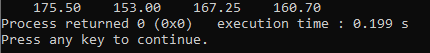 175.50    153.00    167.25    160.70
Process returned 0 (0x0)   execution time : 0.199 s
Press any key to continue.